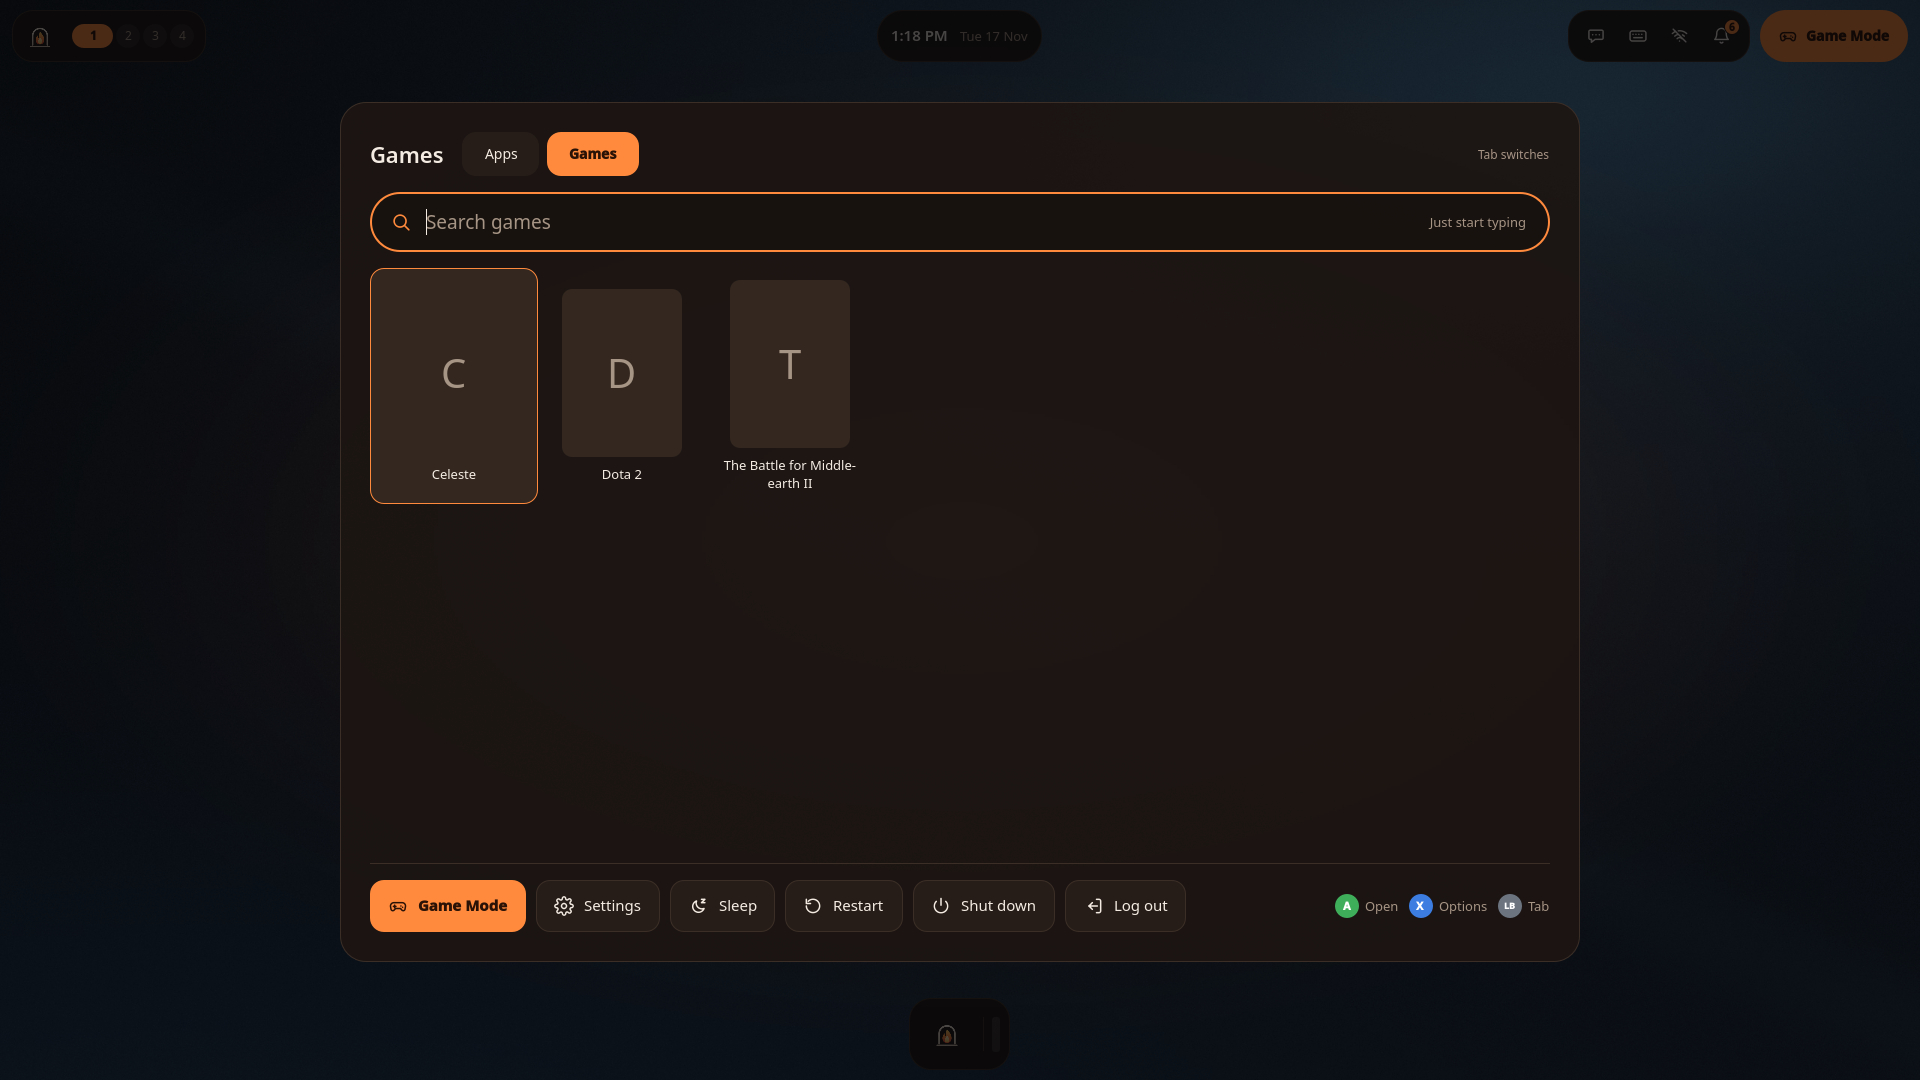 1 2 3 4
1:18 PM Tue 17 Nov
6
Game Mode
Games Apps Games Tab switches
Search games Just start typing
C D T
Celeste Dota 2 The Battle for Middle-
earth II
Game Mode Settings Sleep Restart Shut down Log out A Open X Options LB Tab